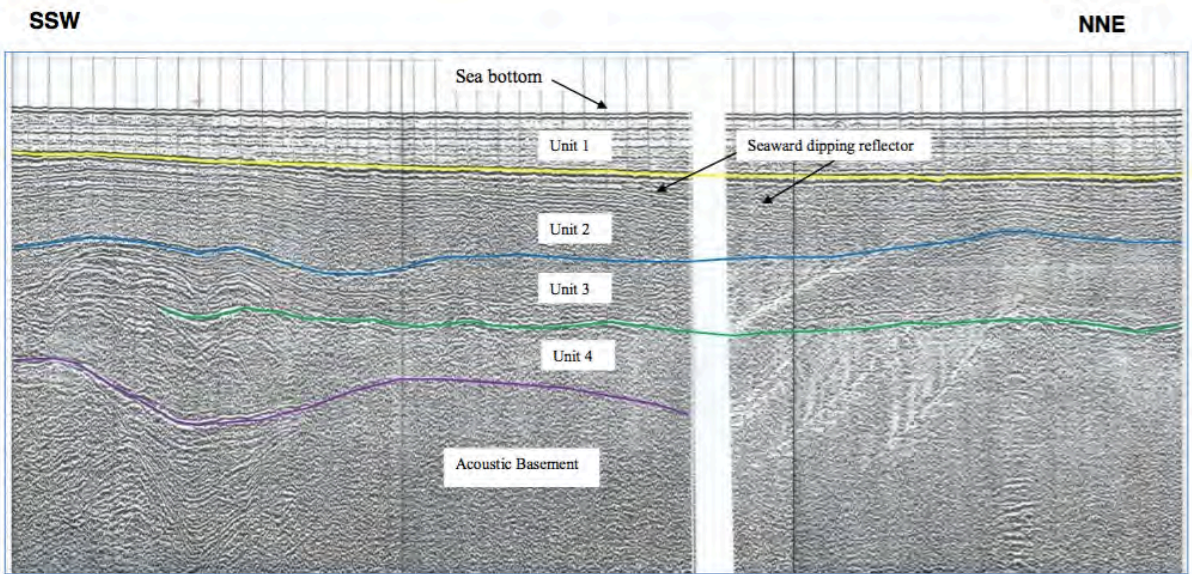 SSW
NNE
Sea bottom
Unit 1
Seaward dipping reflector
Unit 2
Unit 3
Unit 4
Acoustic Basement